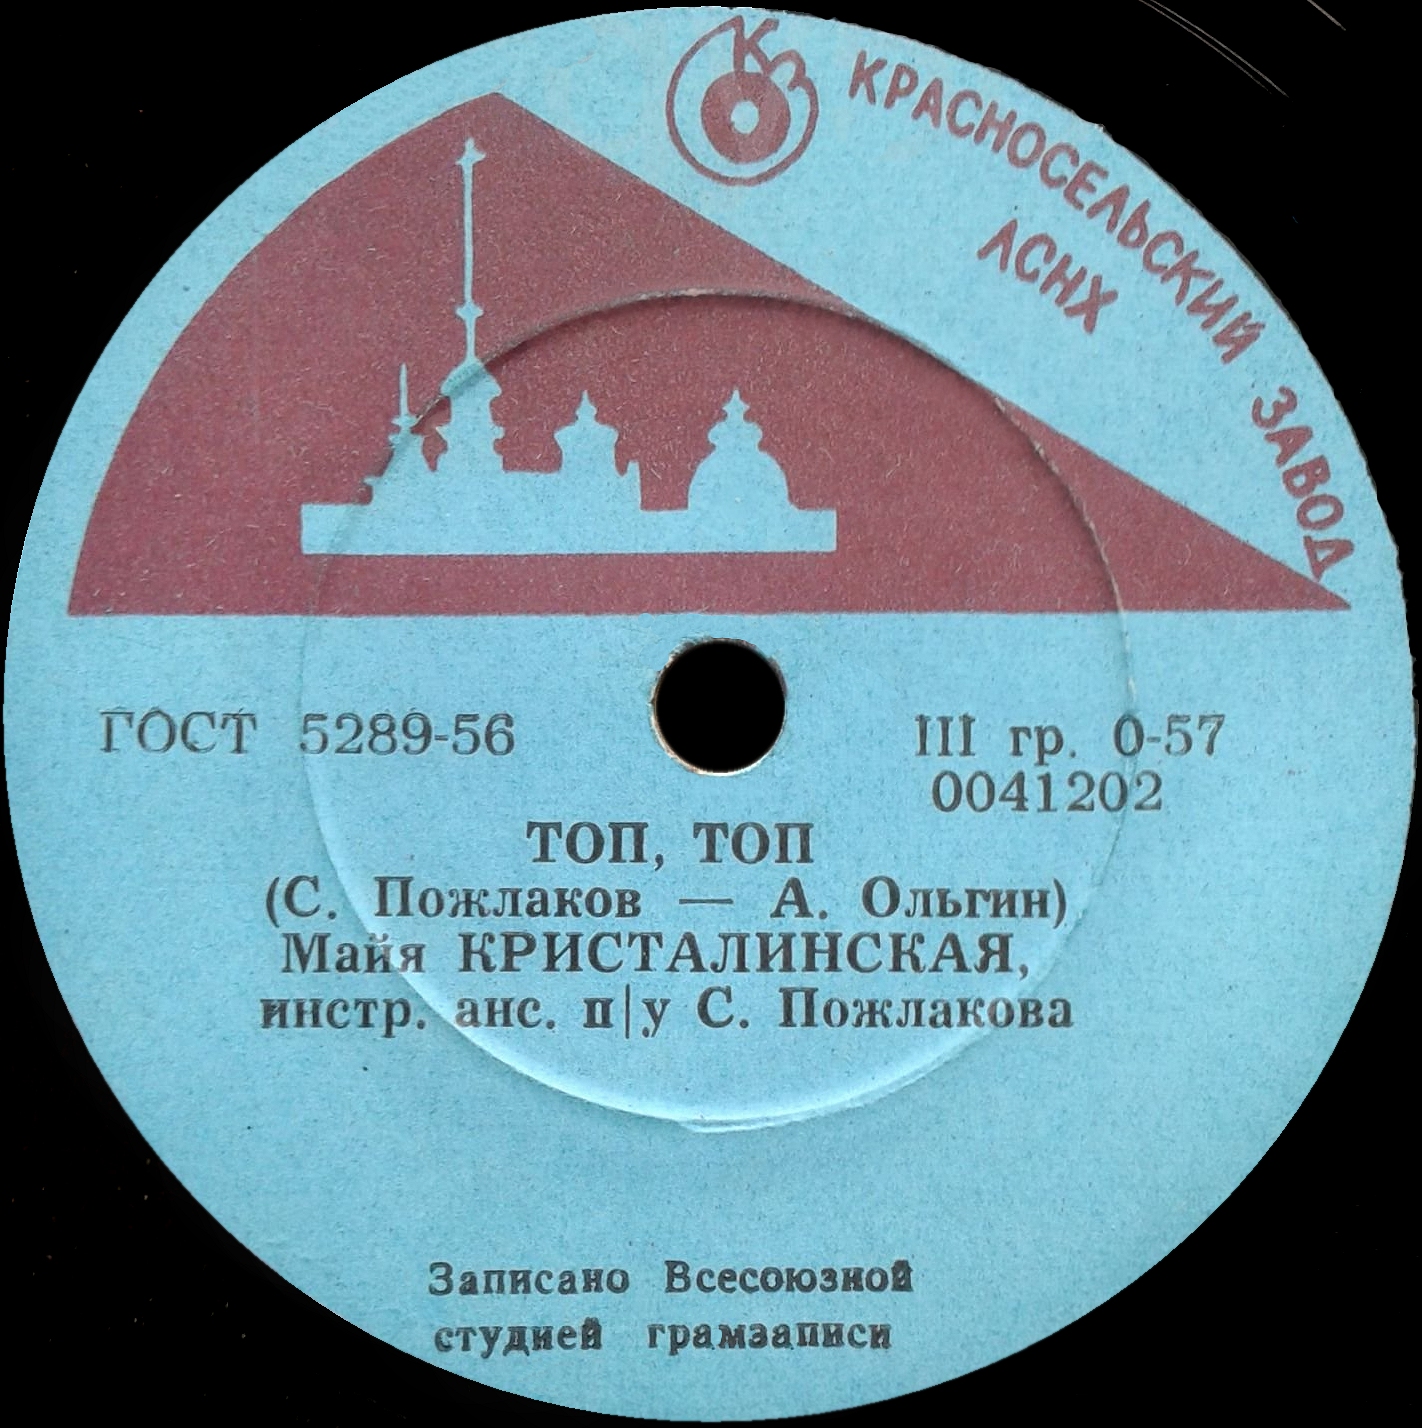 КЗ
КРАСНОСЕЛЬСКИЙ ЗАВОД
ЛСНХ
ГОСТ 5289-56
III гр. 0-57
0041202
ТОП, ТОП
(С. Пожлаков — А. Ольгин)
Майя КРИСТАЛИНСКАЯ,
инстр. анс. п|у С. Пожлакова
Записано Всесоюзной
студией грамзаписи